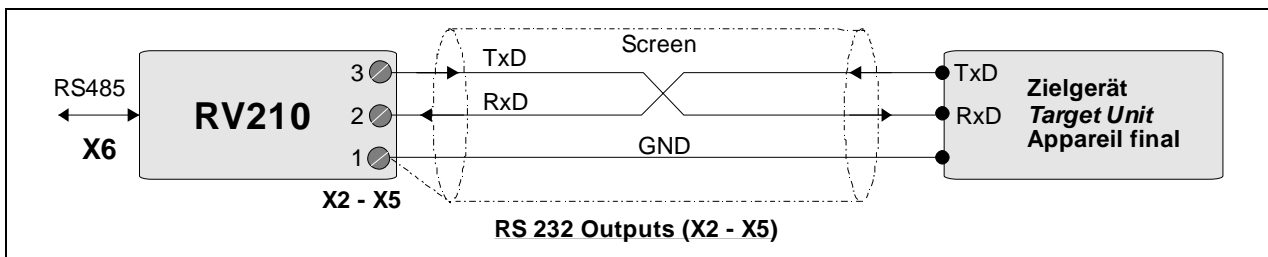 Screen
TxD
TxD
3
RS485
Zielgerät
RV210
RxD
2
RxD
Target Unit
X6
Appareil final
GND
1
X2 - X5
RS 232 Outputs (X2 - X5)